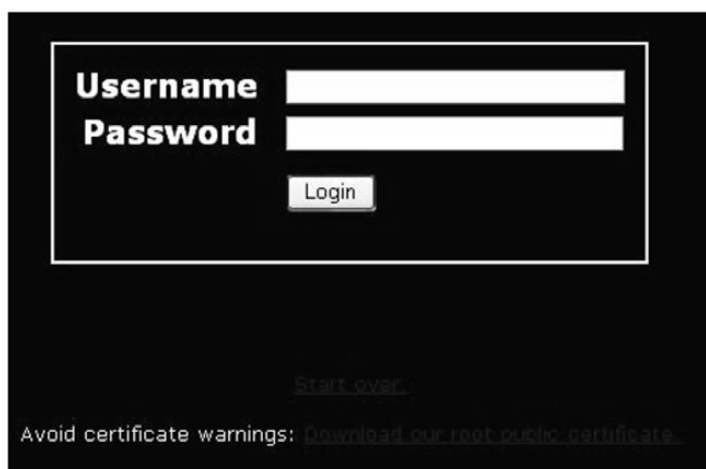 Username
Password
Login
Start over.
Avoid certificate warnings: Download our root public certificate.